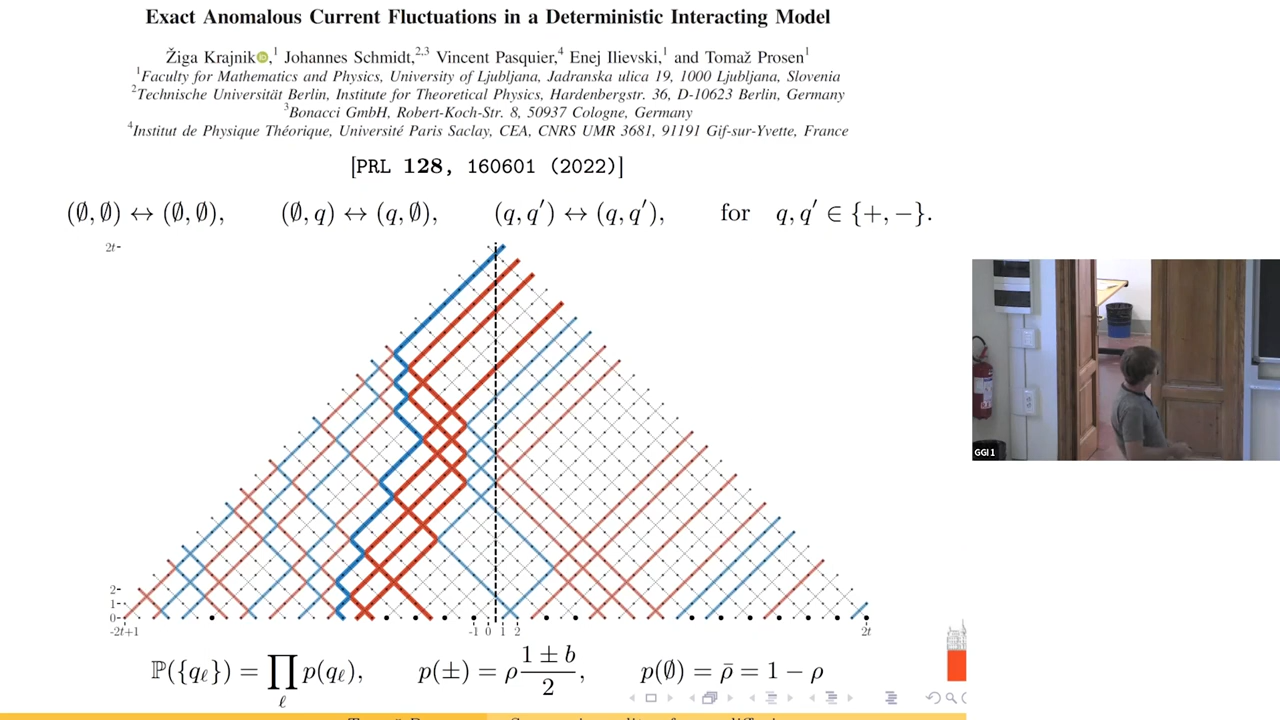 Exact Anomalous Current Fluctuations in a Deterministic Interacting Model
Žiga Krajnik,¹ Johannes Schmidt,²,³ Vincent Pasquier,⁴ Enej Ilievski,¹ and Tomaž Prosen¹
¹Faculty for Mathematics and Physics, University of Ljubljana, Jadranska ulica 19, 1000 Ljubljana, Slovenia
²Technische Universität Berlin, Institute for Theoretical Physics, Hardenbergstr. 36, D-10623 Berlin, Germany
³Bonacci GmbH, Robert-Koch-Str. 8, 50937 Cologne, Germany
⁴Institut de Physique Théorique, Université Paris Saclay, CEA, CNRS UMR 3681, 91191 Gif-sur-Yvette, France
[PRL 128, 160601 (2022)]
(∅, ∅) ↔ (∅, ∅), (∅, q) ↔ (q, ∅), (q, q′) ↔ (q, q′), for q, q′ ∈ {+, −}.
2t-
2-
1-
0-
-2t+1 -1 0 1 2 2t
ℙ({qℓ}) = ∏ℓ p(qℓ), p(±) = ρ (1 ± b)/2, p(∅) = ρ̄ = 1 − ρ
GGI 1